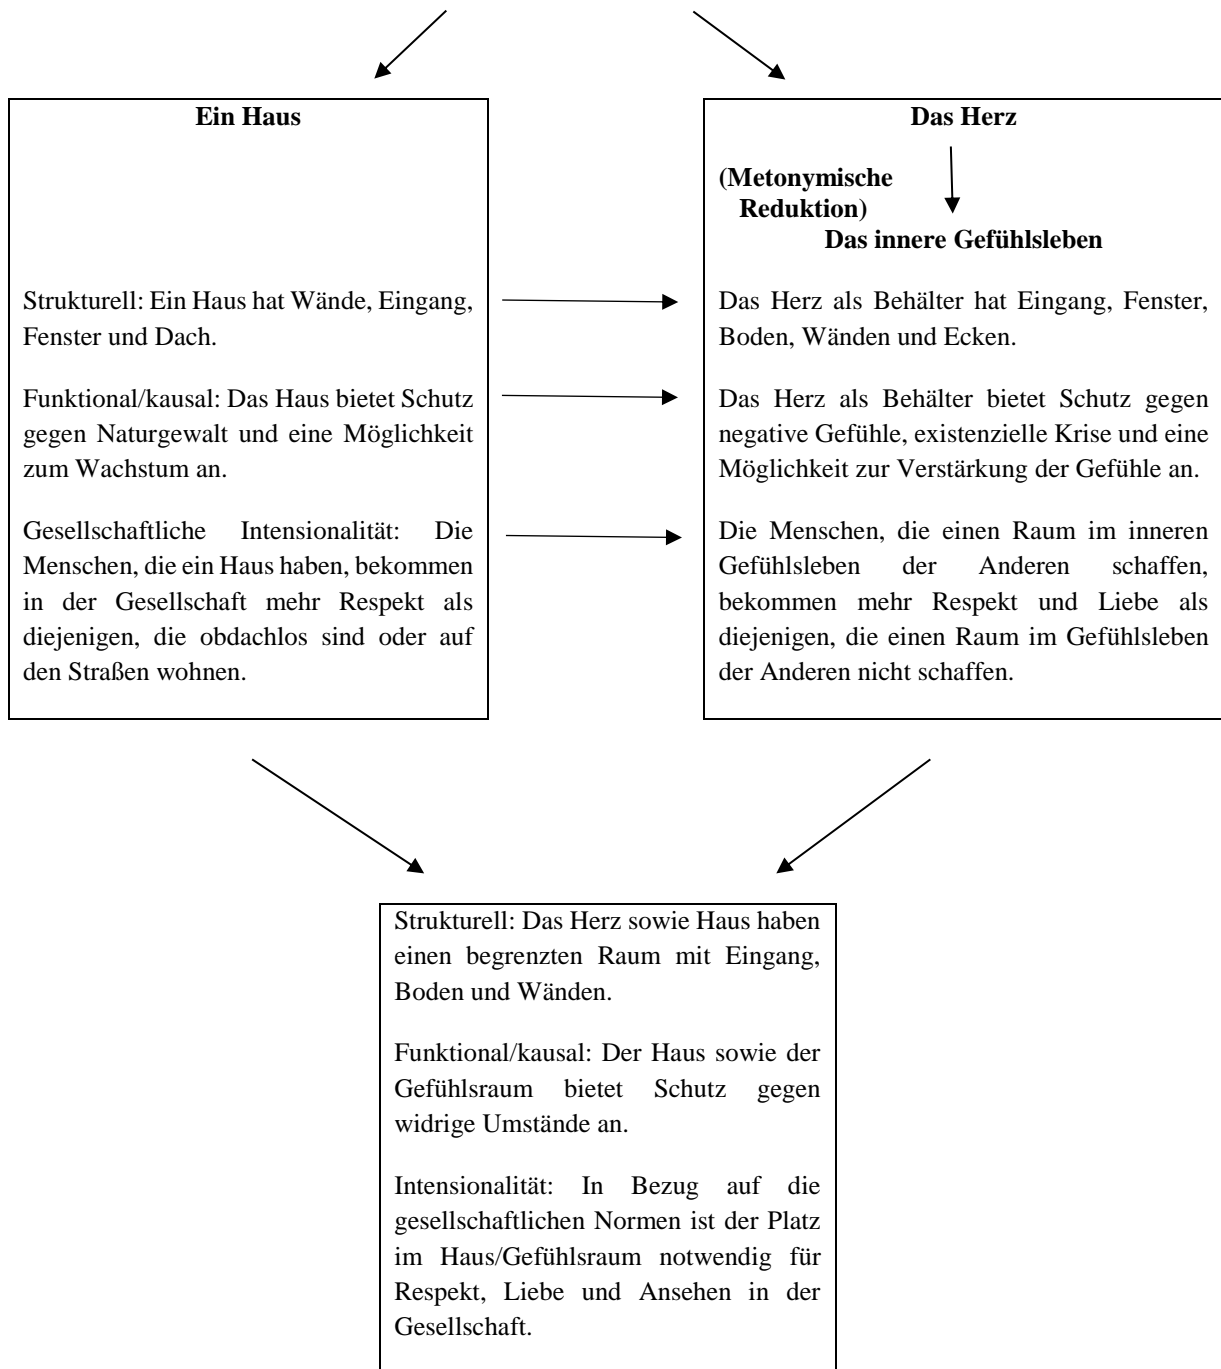 Ein Haus
Strukturell: Ein Haus hat Wände, Eingang,
Fenster und Dach.
Funktional/kausal: Das Haus bietet Schutz
gegen Naturgewalt und eine Möglichkeit
zum Wachstum an.
Gesellschaftliche Intensionalität: Die
Menschen, die ein Haus haben, bekommen
in der Gesellschaft mehr Respekt als
diejenigen, die obdachlos sind oder auf
den Straßen wohnen.
Das Herz
(Metonymische
Reduktion)
Das innere Gefühlsleben
Das Herz als Behälter hat Eingang, Fenster,
Boden, Wänden und Ecken.
Das Herz als Behälter bietet Schutz gegen
negative Gefühle, existenzielle Krise und eine
Möglichkeit zur Verstärkung der Gefühle an.
Die Menschen, die einen Raum im inneren
Gefühlsleben der Anderen schaffen,
bekommen mehr Respekt und Liebe als
diejenigen, die einen Raum im Gefühlsleben
der Anderen nicht schaffen.
Strukturell: Das Herz sowie Haus haben
einen begrenzten Raum mit Eingang,
Boden und Wänden.
Funktional/kausal: Der Haus sowie der
Gefühlsraum bietet Schutz gegen
widrige Umstände an.
Intensionalität: In Bezug auf die
gesellschaftlichen Normen ist der Platz
im Haus/Gefühlsraum notwendig für
Respekt, Liebe und Ansehen in der
Gesellschaft.